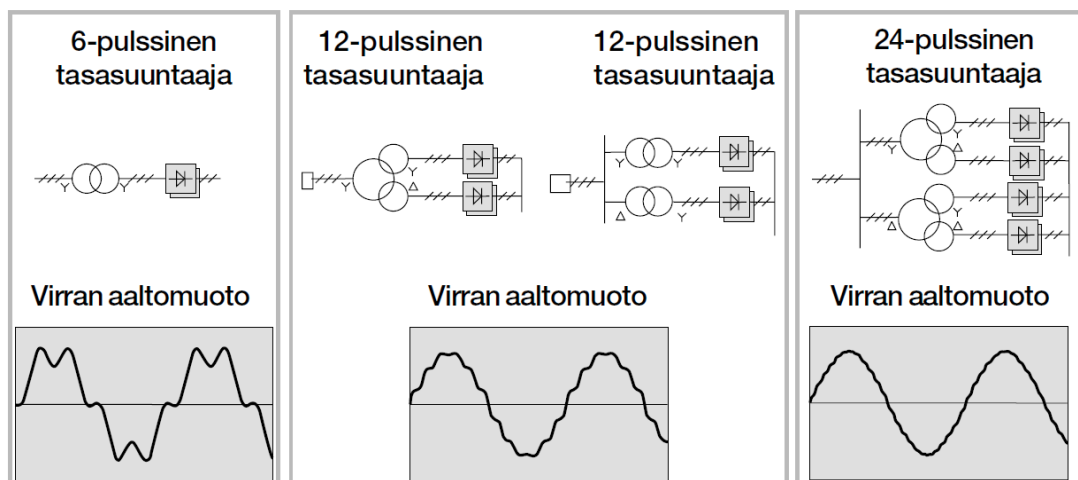 6-pulssinen
tasasuuntaaja
12-pulssinen
tasasuuntaaja
12-pulssinen
tasasuuntaaja
24-pulssinen
tasasuuntaaja
Y
Y
Y
Y
△
Y
Y
△
Y
Y
Y
△
△
Y
△
Virran aaltomuoto
Virran aaltomuoto
Virran aaltomuoto